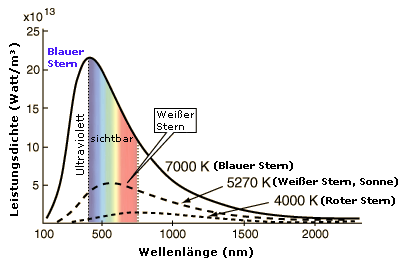 x10^13
25
20
15
10
5
Leistungsdichte (Watt/m³)
Blauer
Stern
Ultraviolett
sichtbar
Weißer
Stern
7000 K (Blauer Stern)
5270 K (Weißer Stern, Sonne)
4000 K (Roter Stern)
100 500 1000 1500 2000
Wellenlänge (nm)